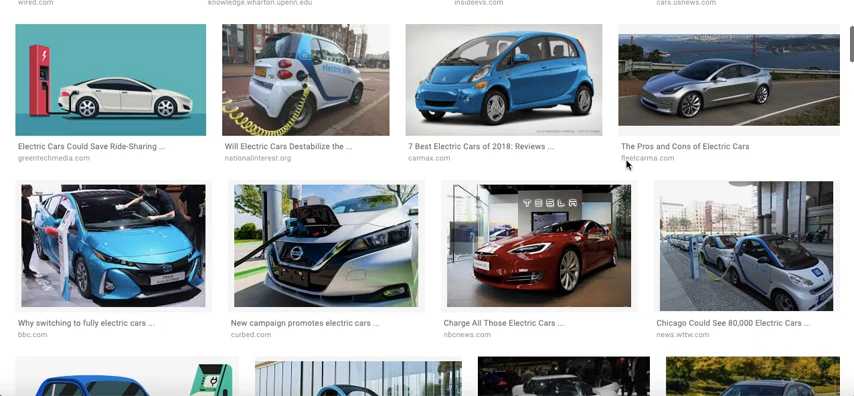 wired.com knowledge.wharton.upenn.edu insideevs.com cars.usnews.com
electric drive
Electric Cars Could Save Ride-Sharing ... Will Electric Cars Destabilize the ... 7 Best Electric Cars of 2018: Reviews ... The Pros and Cons of Electric Cars
greentechmedia.com nationalinterest.org carmax.com fleetcarma.com
TESLA
Why switching to fully electric cars ... New campaign promotes electric cars ... Charge All Those Electric Cars ... Chicago Could See 80,000 Electric Cars ...
bbc.com curbed.com nbcnews.com news.wttw.com